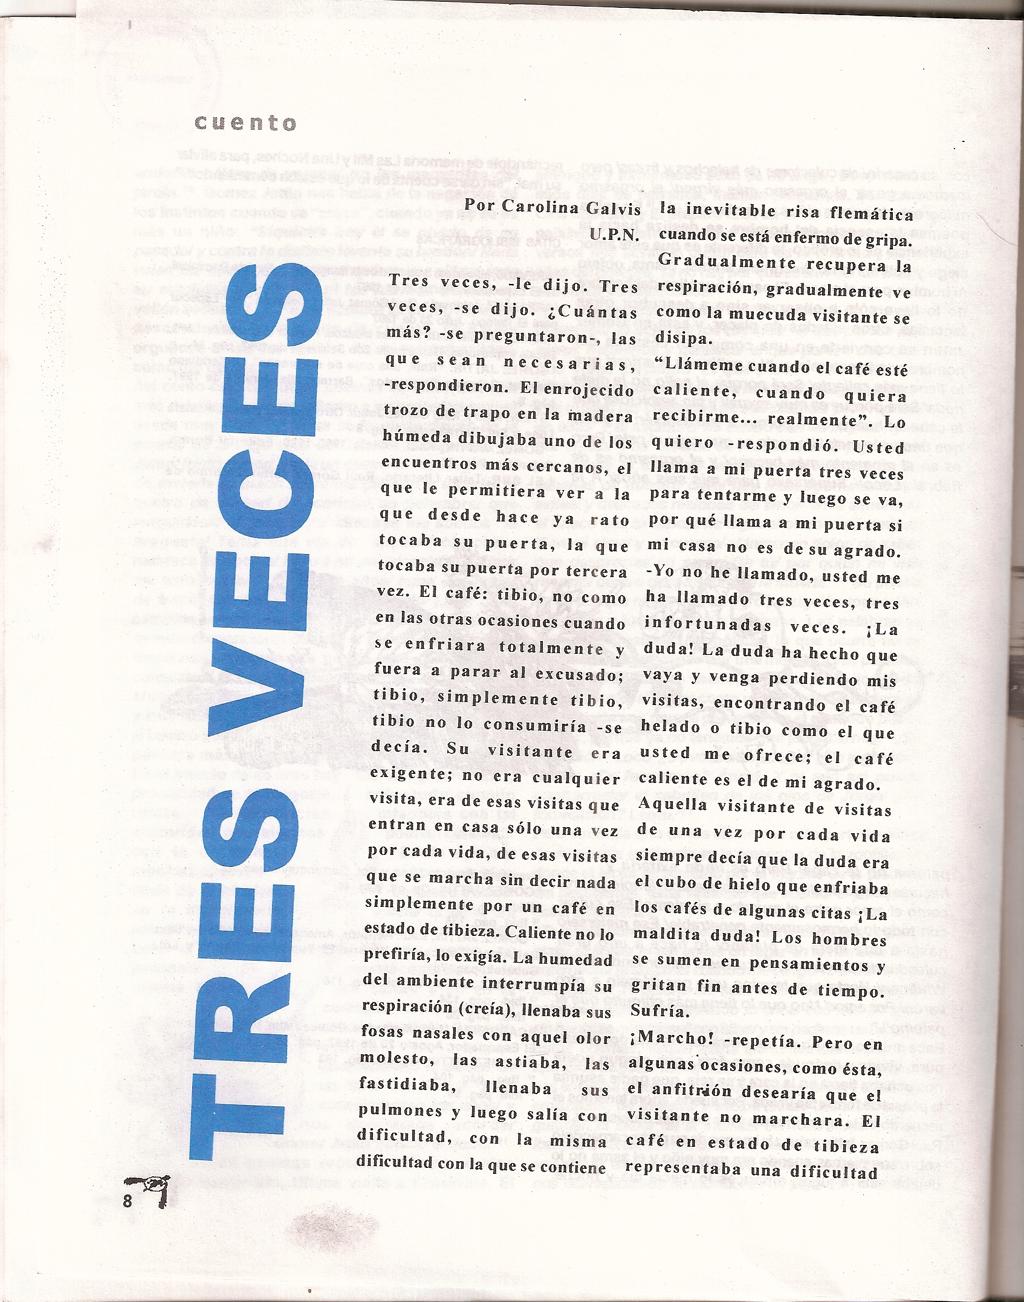 cuento
TRES VECES
Por Carolina Galvis
U.P.N.
Tres veces, -le dijo. Tres
veces, -se dijo. ¿Cuántas
más? -se preguntaron-, las
que sean necesarias,
-respondieron. El enrojecido
trozo de trapo en la madera
húmeda dibujaba uno de los
encuentros más cercanos, el
que le permitiera ver a la
que desde hace ya rato
tocaba su puerta, la que
tocaba su puerta por tercera
vez. El café: tibio, no como
en las otras ocasiones cuando
se enfriara totalmente y
fuera a parar al excusado;
tibio, simplemente tibio,
tibio no lo consumiría -se
decía. Su visitante era
exigente; no era cualquier
visita, era de esas visitas que
entran en casa sólo una vez
por cada vida, de esas visitas
que se marcha sin decir nada
simplemente por un café en
estado de tibieza. Caliente no lo
prefiría, lo exigía. La humedad
del ambiente interrumpía su
respiración (creía), llenaba sus
fosas nasales con aquel olor
molesto, las astiaba, las
fastidiaba, llenaba sus
pulmones y luego salía con
dificultad, con la misma
dificultad con la que se contiene
la inevitable risa flemática
cuando se está enfermo de gripa.
Gradualmente recupera la
respiración, gradualmente ve
como la muecuda visitante se
disipa.
“Llámeme cuando el café esté
caliente, cuando quiera
recibirme... realmente”. Lo
quiero -respondió. Usted
llama a mi puerta tres veces
para tentarme y luego se va,
por qué llama a mi puerta si
mi casa no es de su agrado.
-Yo no he llamado, usted me
ha llamado tres veces, tres
infortunadas veces. ¡La
duda! La duda ha hecho que
vaya y venga perdiendo mis
visitas, encontrando el café
helado o tibio como el que
usted me ofrece; el café
caliente es el de mi agrado.
Aquella visitante de visitas
de una vez por cada vida
siempre decía que la duda era
el cubo de hielo que enfriaba
los cafés de algunas citas ¡La
maldita duda! Los hombres
se sumen en pensamientos y
gritan fin antes de tiempo.
Sufría.
¡Marcho! -repetía. Pero en
algunas ocasiones, como ésta,
el anfitrión desearía que el
visitante no marchara. El
café en estado de tibieza
representaba una dificultad
8